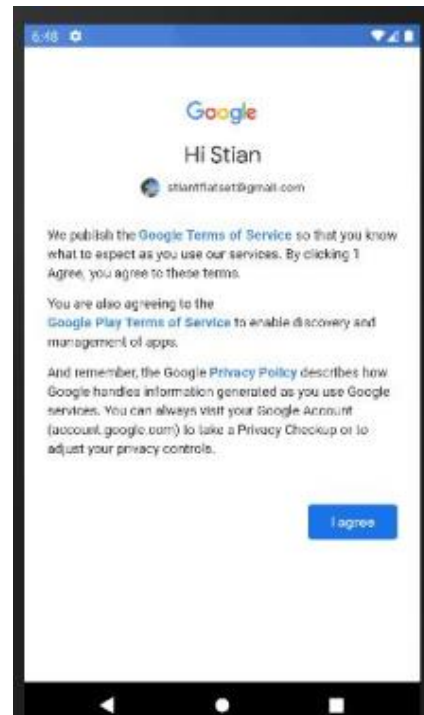 6:48
Google
Hi Stian
stiantflatset@gmail.com
We publish the Google Terms of Service so that you know
what to expect as you use our services. By clicking 'I
Agree', you agree to these terms.
You are also agreeing to the
Google Play Terms of Service to enable discovery and
management of apps.
And remember, the Google Privacy Policy describes how
Google handles information generated as you use Google
services. You can always visit your Google Account
(account.google.com) to take a Privacy Checkup or to
adjust your privacy controls.
I agree